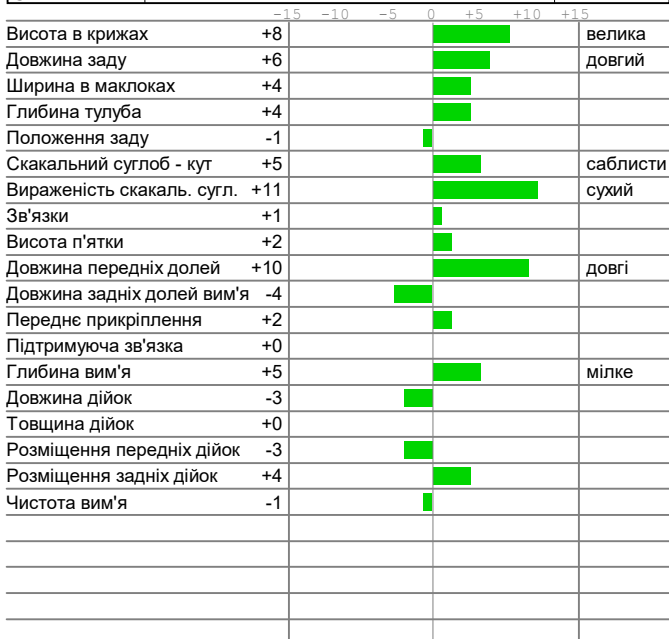 -15 -10 -5 0 +5 +10 +15
Висота в крижах +8 велика
Довжина заду +6 довгий
Ширина в маклоках +4
Глибина тулуба +4
Положення заду -1
Скакальний суглоб - кут +5 саблисти
Вираженість скакаль. сугл. +11 сухий
Зв'язки +1
Висота п'ятки +2
Довжина передніх долей +10 довгі
Довжина задніх долей вим'я -4
Переднє прикріплення +2
Підтримуюча зв'язка +0
Глибина вим'я +5 мілке
Довжина дійок -3
Товщина дійок +0
Розміщення передніх дійок -3
Розміщення задніх дійок +4
Чистота вим'я -1